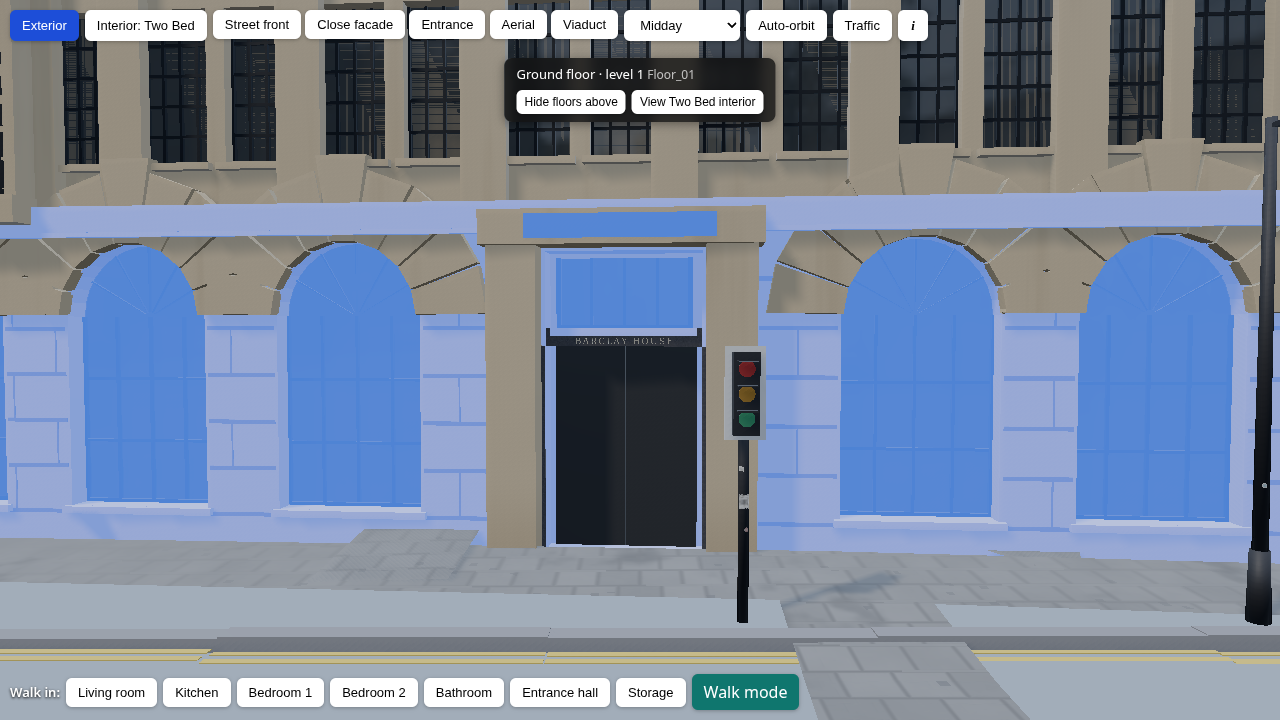 Exterior
Interior: Two Bed
Street front
Close facade
Entrance
Aerial
Viaduct
Midday
Auto-orbit
Traffic
i
Ground floor · level 1 Floor_01
Hide floors above
View Two Bed interior
BARCLAY HOUSE
Walk in:
Living room
Kitchen
Bedroom 1
Bedroom 2
Bathroom
Entrance hall
Storage
Walk mode